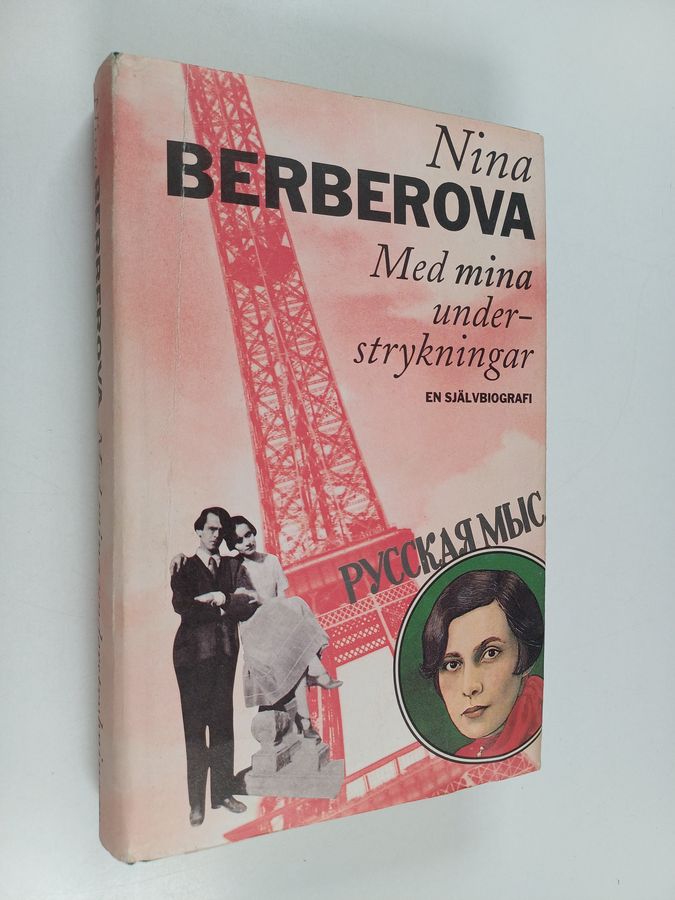 Nina
BERBEROVA
Med mina
under-
strykningar
EN SJÄLVBIOGRAFI
РУССКАЯ МЫС
BERBEROVA